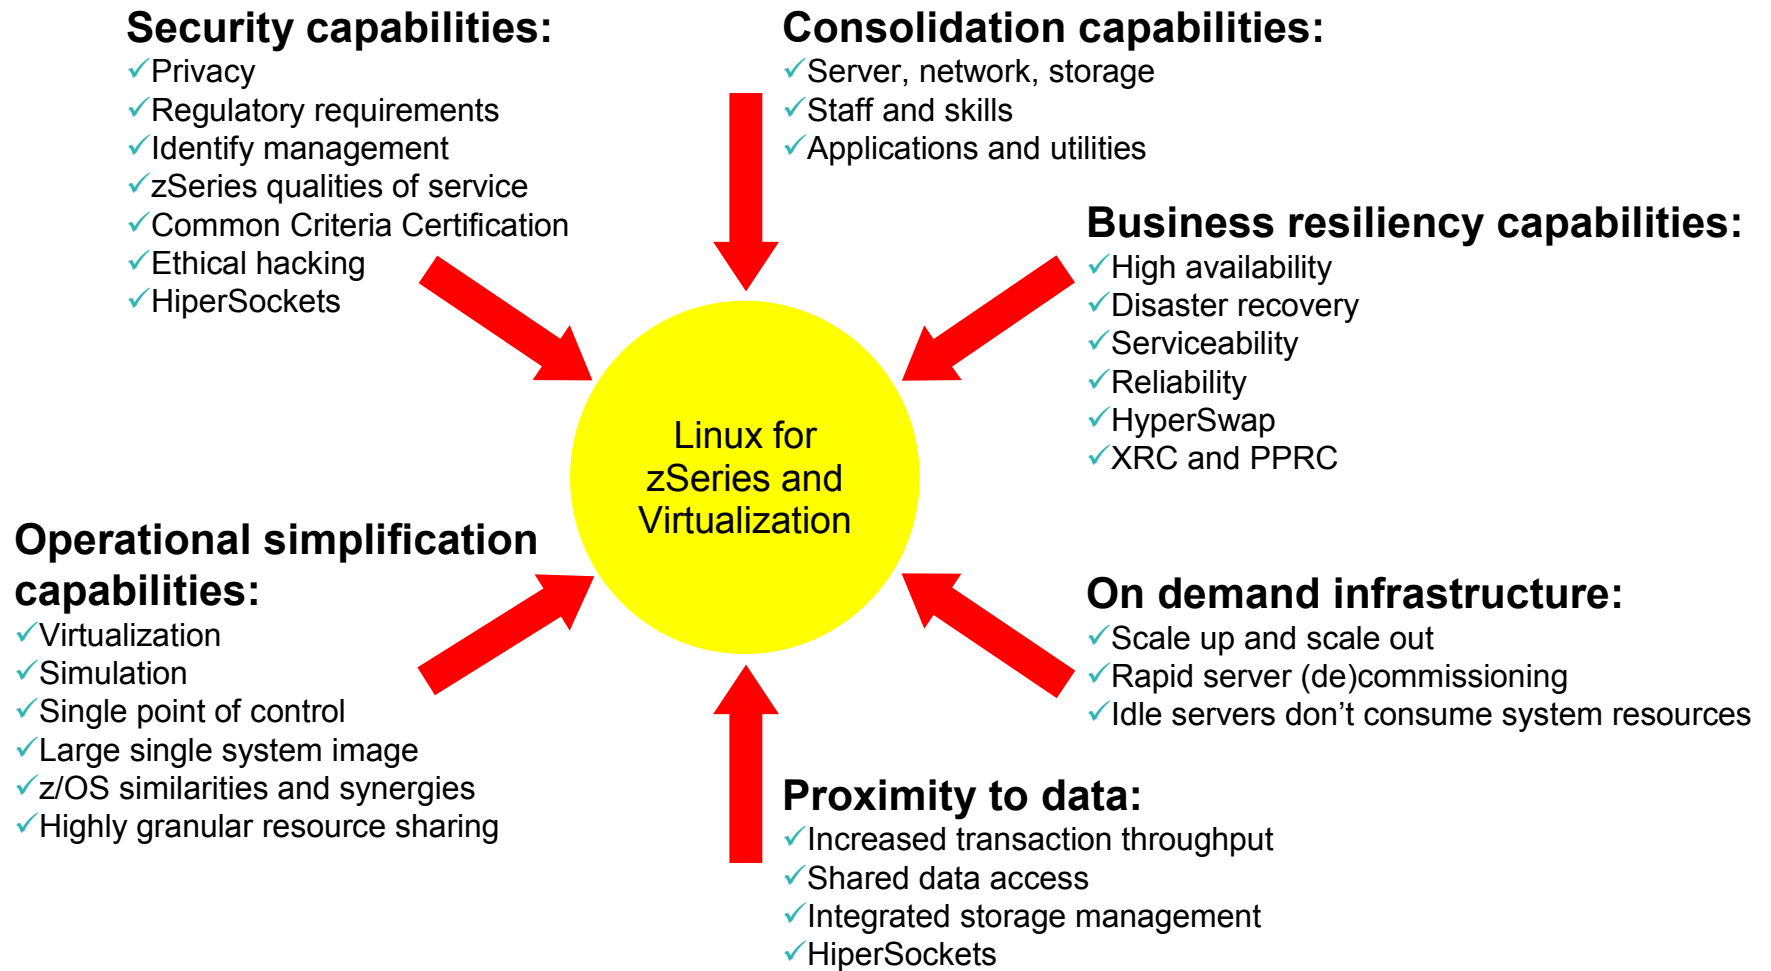 Security capabilities:
✓Privacy
✓Regulatory requirements
✓Identify management
✓zSeries qualities of service
✓Common Criteria Certification
✓Ethical hacking
✓HiperSockets
Consolidation capabilities:
✓Server, network, storage
✓Staff and skills
✓Applications and utilities
Business resiliency capabilities:
✓High availability
✓Disaster recovery
✓Serviceability
✓Reliability
✓HyperSwap
✓XRC and PPRC
Linux for
zSeries and
Virtualization
Operational simplification
capabilities:
✓Virtualization
✓Simulation
✓Single point of control
✓Large single system image
✓z/OS similarities and synergies
✓Highly granular resource sharing
On demand infrastructure:
✓Scale up and scale out
✓Rapid server (de)commissioning
✓Idle servers don’t consume system resources
Proximity to data:
✓Increased transaction throughput
✓Shared data access
✓Integrated storage management
✓HiperSockets